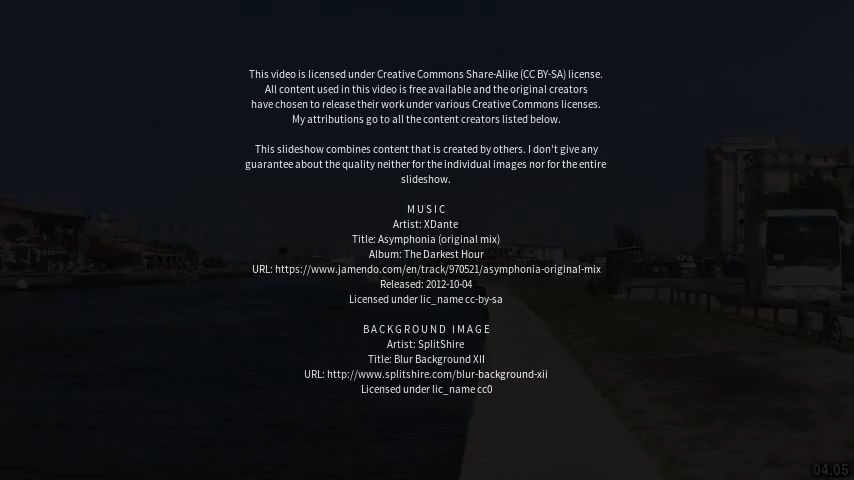 This video is licensed under Creative Commons Share-Alike (CC BY-SA) license.
All content used in this video is free available and the original creators
have chosen to release their work under various Creative Commons licenses.
My attributions go to all the content creators listed below.
This slideshow combines content that is created by others. I don't give any
guarantee about the quality neither for the individual images nor for the entire
slideshow.
MUSIC
Artist: XDante
Title: Asymphonia (original mix)
Album: The Darkest Hour
URL: https://www.jamendo.com/en/track/970521/asymphonia-original-mix
Released: 2012-10-04
Licensed under lic_name cc-by-sa
BACKGROUND IMAGE
Artist: SplitShire
Title: Blur Background XII
URL: http://www.splitshire.com/blur-background-xii
Licensed under lic_name cc0
04.05